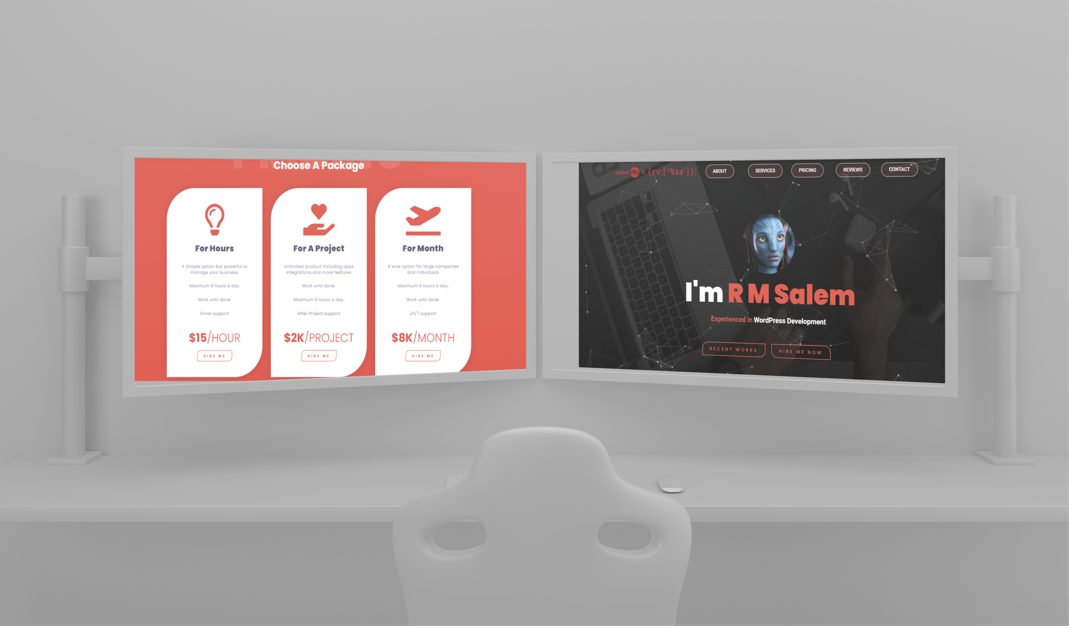 Choose A Package
For Hours
A Simple option but powerful to
manage your business.
Maximum 8 hours a day.
Work until done.
Email support
$15/HOUR
HIRE ME
For A Project
Unlimited product including apps
integrations and more features
Work until done.
Maximum 8 hours a day.
After Project support
$2K/PROJECT
HIRE ME
For Month
A wise option for large companies
and individuals
Maximum 8 hours a day.
Work until done.
24/7 support
$8K/MONTH
HIRE ME
ABOUT
SERVICES
PRICING
REVIEWS
CONTACT
I'm R M Salem
Experienced In WordPress Development
RECENT WORKS
HIRE ME NOW